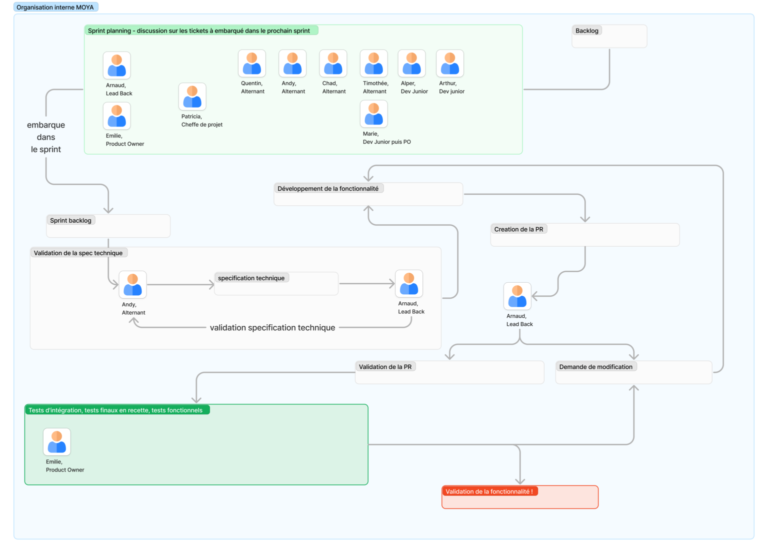 Organisation interne MOYA
Sprint planning - discussion sur les tickets à embarqué dans le prochain sprint
Backlog
Arnaud,
Lead Back
Emilie,
Product Owner
Patricia,
Cheffe de projet
Quentin,
Alternant
Andy,
Alternant
Chad,
Alternant
Timothée,
Alternant
Alper,
Dev Junior
Arthur,
Dev junior
Marie,
Dev Junior puis PO
embarque
dans
le sprint
Développement de la fonctionnalité
Sprint backlog
Creation de la PR
Validation de la spec technique
specification technique
Andy,
Alternant
Arnaud,
Lead Back
validation specification technique
Arnaud,
Lead Back
Validation de la PR
Demande de modification
Tests d'intégration, tests finaux en recette, tests fonctionnels
Emilie,
Product Owner
Validation de la fonctionnalité !